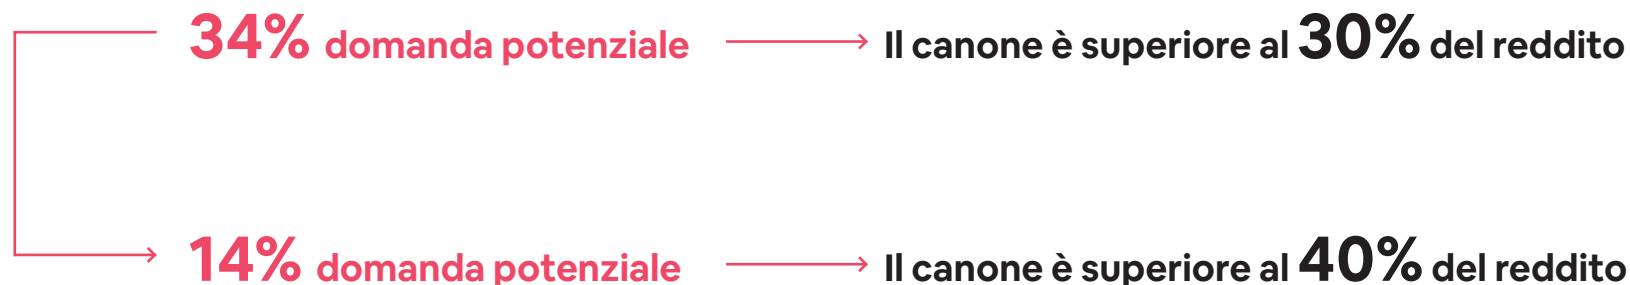 34% domanda potenziale Il canone è superiore al 30% del reddito
14% domanda potenziale Il canone è superiore al 40% del reddito